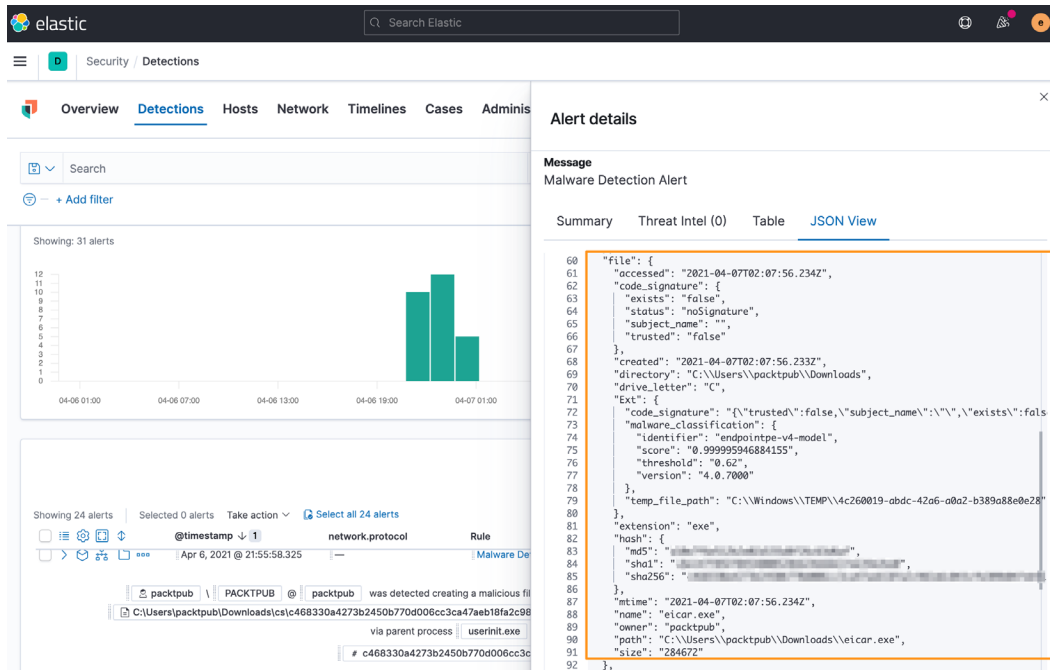 elastic
Search Elastic
e
D
Security / Detections
Overview Detections Hosts Network Timelines Cases Adminis
Search
+ Add filter
Showing: 31 alerts
12
11
10
9
8
7
6
5
4
3
2
1
0
04-06 01:00 04-06 07:00 04-06 13:00 04-06 19:00 04-07 01:00
Showing 24 alerts Selected 0 alerts Take action Select all 24 alerts
@timestamp 1 network.protocol Rule
Apr 6, 2021 @ 21:55:58.325 — Malware De
packtpub \ PACKTPUB @ packtpub was detected creating a malicious fil
C:\Users\packtpub\Downloads\cs\c468330a4273b2450b770d006cc3ca47aeb18fa2c98
via parent process userinit.exe
# c468330a4273b2450b770d006cc3c
Alert details
Message
Malware Detection Alert
Summary Threat Intel (0) Table JSON View
60 "file": {
61 "accessed": "2021-04-07T02:07:56.234Z",
62 "code_signature": {
63 "exists": "false",
64 "status": "noSignature",
65 "subject_name": "",
66 "trusted": "false"
67 },
68 "created": "2021-04-07T02:07:56.233Z",
69 "directory": "C:\\Users\\packtpub\\Downloads",
70 "drive_letter": "C",
71 "Ext": {
72 "code_signature": "{\"trusted\":false,\"subject_name\":\"\",\"exists\":fals
73 "malware_classification": {
74 "identifier": "endpointpe-v4-model",
75 "score": "0.999995946884155",
76 "threshold": "0.62",
77 "version": "4.0.7000"
78 },
79 "temp_file_path": "C:\\Windows\\TEMP\\4c260019-abdc-42a6-a0a2-b389a88e0e28"
80 },
81 "extension": "exe",
82 "hash": {
83 "md5": "
84 "sha1": "
85 "sha256": "
86 },
87 "mtime": "2021-04-07T02:07:56.234Z",
88 "name": "eicar.exe",
89 "owner": "packtpub",
90 "path": "C:\\Users\\packtpub\\Downloads\\eicar.exe",
91 "size": "284672"
92 },